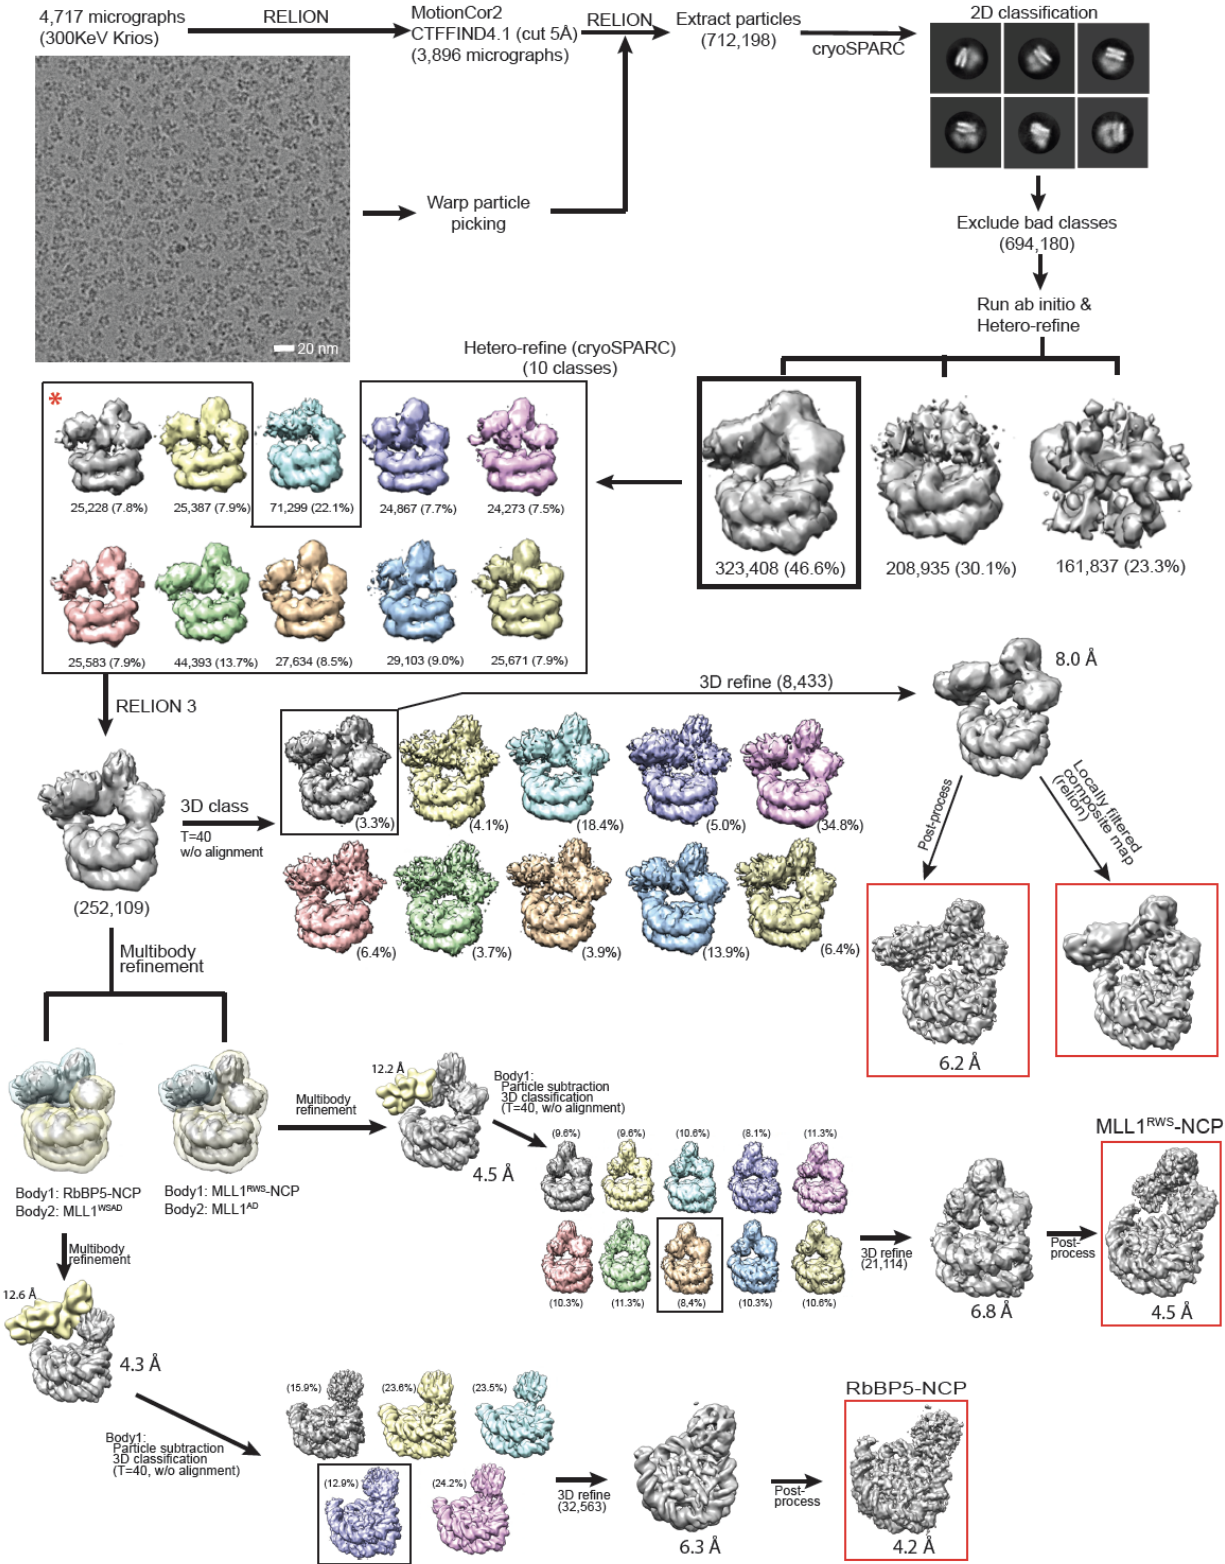 4,717 micrographs
(300KeV Krios)
RELION
MotionCor2
CTFFIND4.1 (cut 5Å)
(3,896 micrographs)
RELION
Extract particles
(712,198)
cryoSPARC
2D classification
Warp particle
picking
20 nm
Exclude bad classes
(694,180)
Run ab initio &
Hetero-refine
Hetero-refine (cryoSPARC)
(10 classes)
*
25,228 (7.8%)
25,387 (7.9%)
71,299 (22.1%)
24,867 (7.7%)
24,273 (7.5%)
323,408 (46.6%)
208,935 (30.1%)
161,837 (23.3%)
25,583 (7.9%)
44,393 (13.7%)
27,634 (8.5%)
29,103 (9.0%)
25,671 (7.9%)
RELION 3
3D refine (8,433)
8.0 Å
3D class
T=40
w/o alignment
(3.3%)
(4.1%)
(18.4%)
(5.0%)
(34.8%)
Post-process
Locally filtered
composite map
(relion)
(252,109)
(6.4%)
(3.7%)
(3.9%)
(13.9%)
(6.4%)
Multibody
refinement
6.2 Å
12.2 Å
Multibody
refinement
4.5 Å
Body1:
Particle subtraction
3D classification
(T=40, w/o alignment)
Body1: RbBP5-NCP
Body2: MLL1WSAD
Body1: MLL1RWS-NCP
Body2: MLL1AD
(9.6%)
(9.6%)
(10.6%)
(8.1%)
(11.3%)
(10.3%)
(11.3%)
(8,4%)
(10.3%)
(10.6%)
3D refine
(21,114)
6.8 Å
Post-
process
MLL1RWS-NCP
4.5 Å
Multibody
refinement
12.6 Å
4.3 Å
Body1:
Particle subtraction
3D classification
(T=40, w/o alignment)
(15.9%)
(23.6%)
(23.5%)
(12.9%)
(24.2%)
3D refine
(32,563)
6.3 Å
Post-
process
RbBP5-NCP
4.2 Å